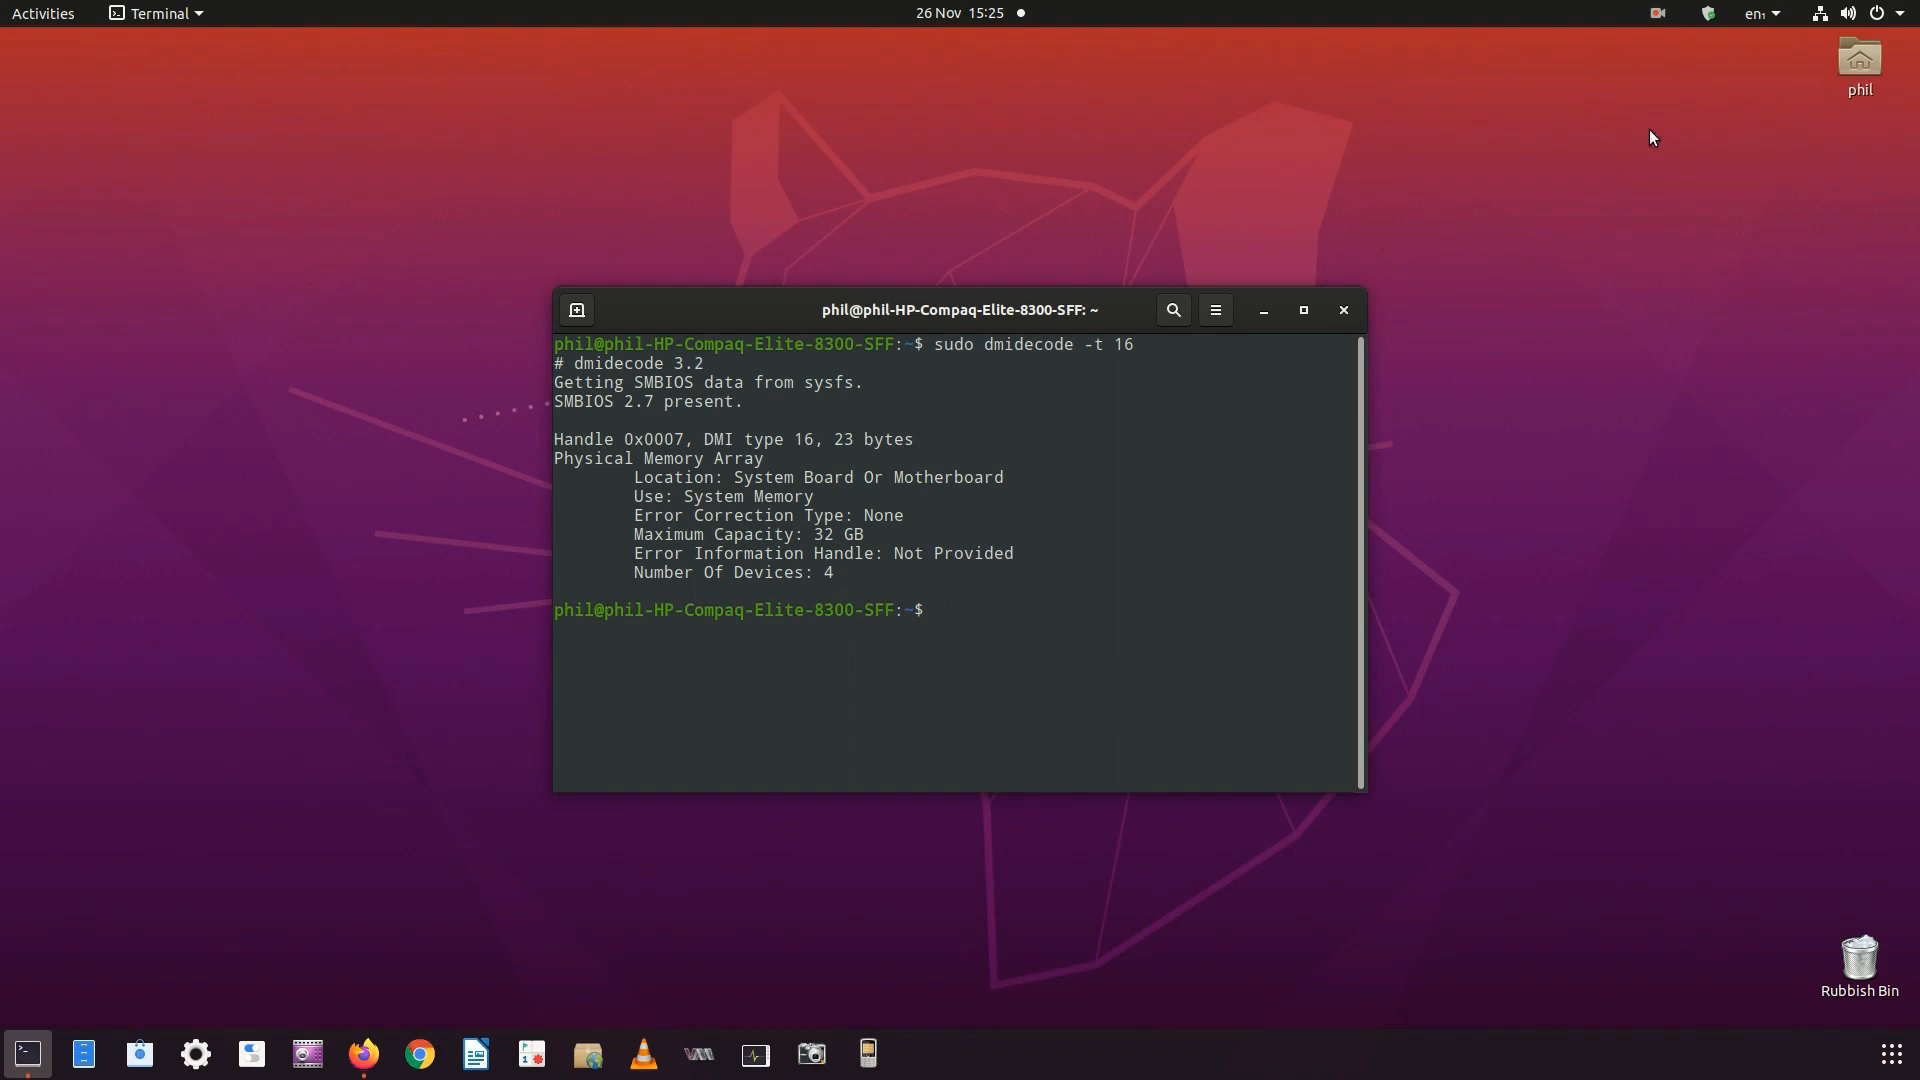 Activities
Terminal
26 Nov 15:25
en₁
phil
phil@phil-HP-Compaq-Elite-8300-SFF: ~
phil@phil-HP-Compaq-Elite-8300-SFF:~$ sudo dmidecode -t 16
# dmidecode 3.2
Getting SMBIOS data from sysfs.
SMBIOS 2.7 present.
Handle 0x0007, DMI type 16, 23 bytes
Physical Memory Array
Location: System Board Or Motherboard
Use: System Memory
Error Correction Type: None
Maximum Capacity: 32 GB
Error Information Handle: Not Provided
Number Of Devices: 4
phil@phil-HP-Compaq-Elite-8300-SFF:~$
Rubbish Bin